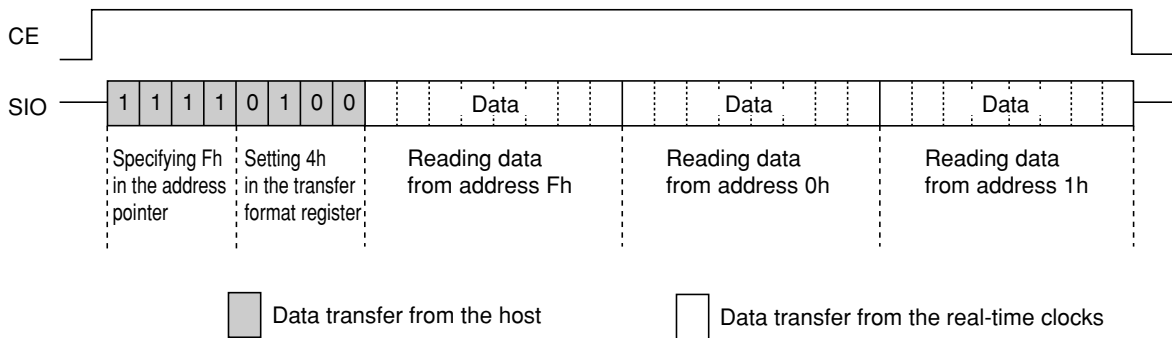 CE
SIO
1 1 1 1 0 1 0 0 Data Data Data
Specifying Fh
in the address
pointer
Setting 4h
in the transfer
format register
Reading data
from address Fh
Reading data
from address 0h
Reading data
from address 1h
Data transfer from the host
Data transfer from the real-time clocks